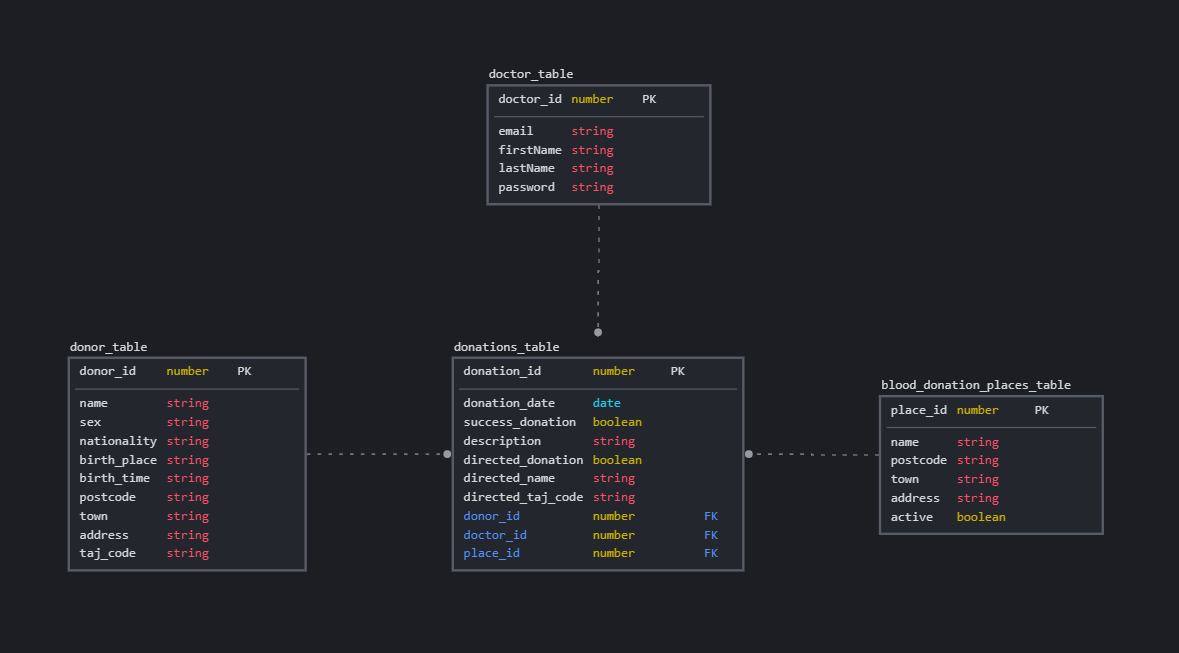 doctor_table
doctor_id number PK
email string
firstName string
lastName string
password string
donor_table
donor_id number PK
name string
sex string
nationality string
birth_place string
birth_time string
postcode string
town string
address string
taj_code string
donations_table
donation_id number PK
donation_date date
success_donation boolean
description string
directed_donation boolean
directed_name string
directed_taj_code string
donor_id number FK
doctor_id number FK
place_id number FK
blood_donation_places_table
place_id number PK
name string
postcode string
town string
address string
active boolean